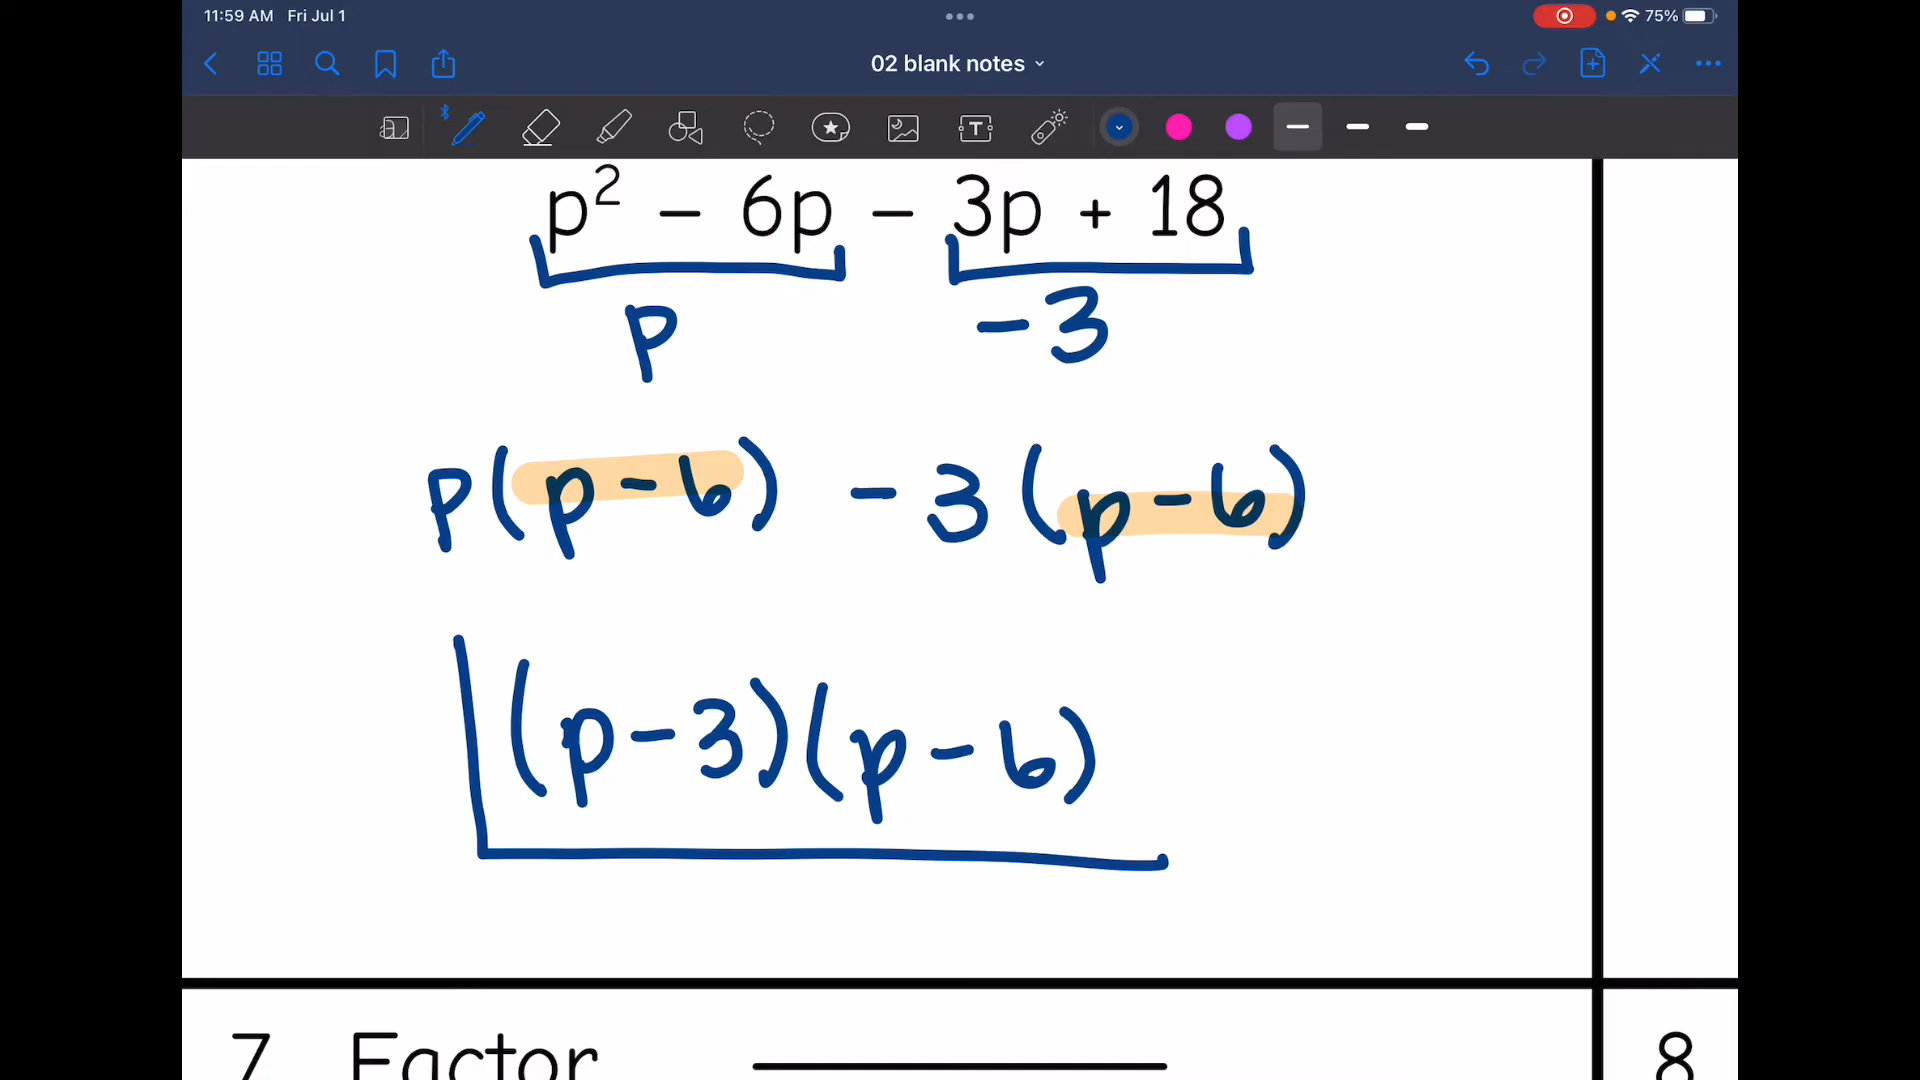 11:59 AM Fri Jul 1
75%
02 blank notes
T
p² − 6p − 3p + 18
p −3
p(p−6) −3(p−6)
(p−3)(p−6)
7 Factor
8